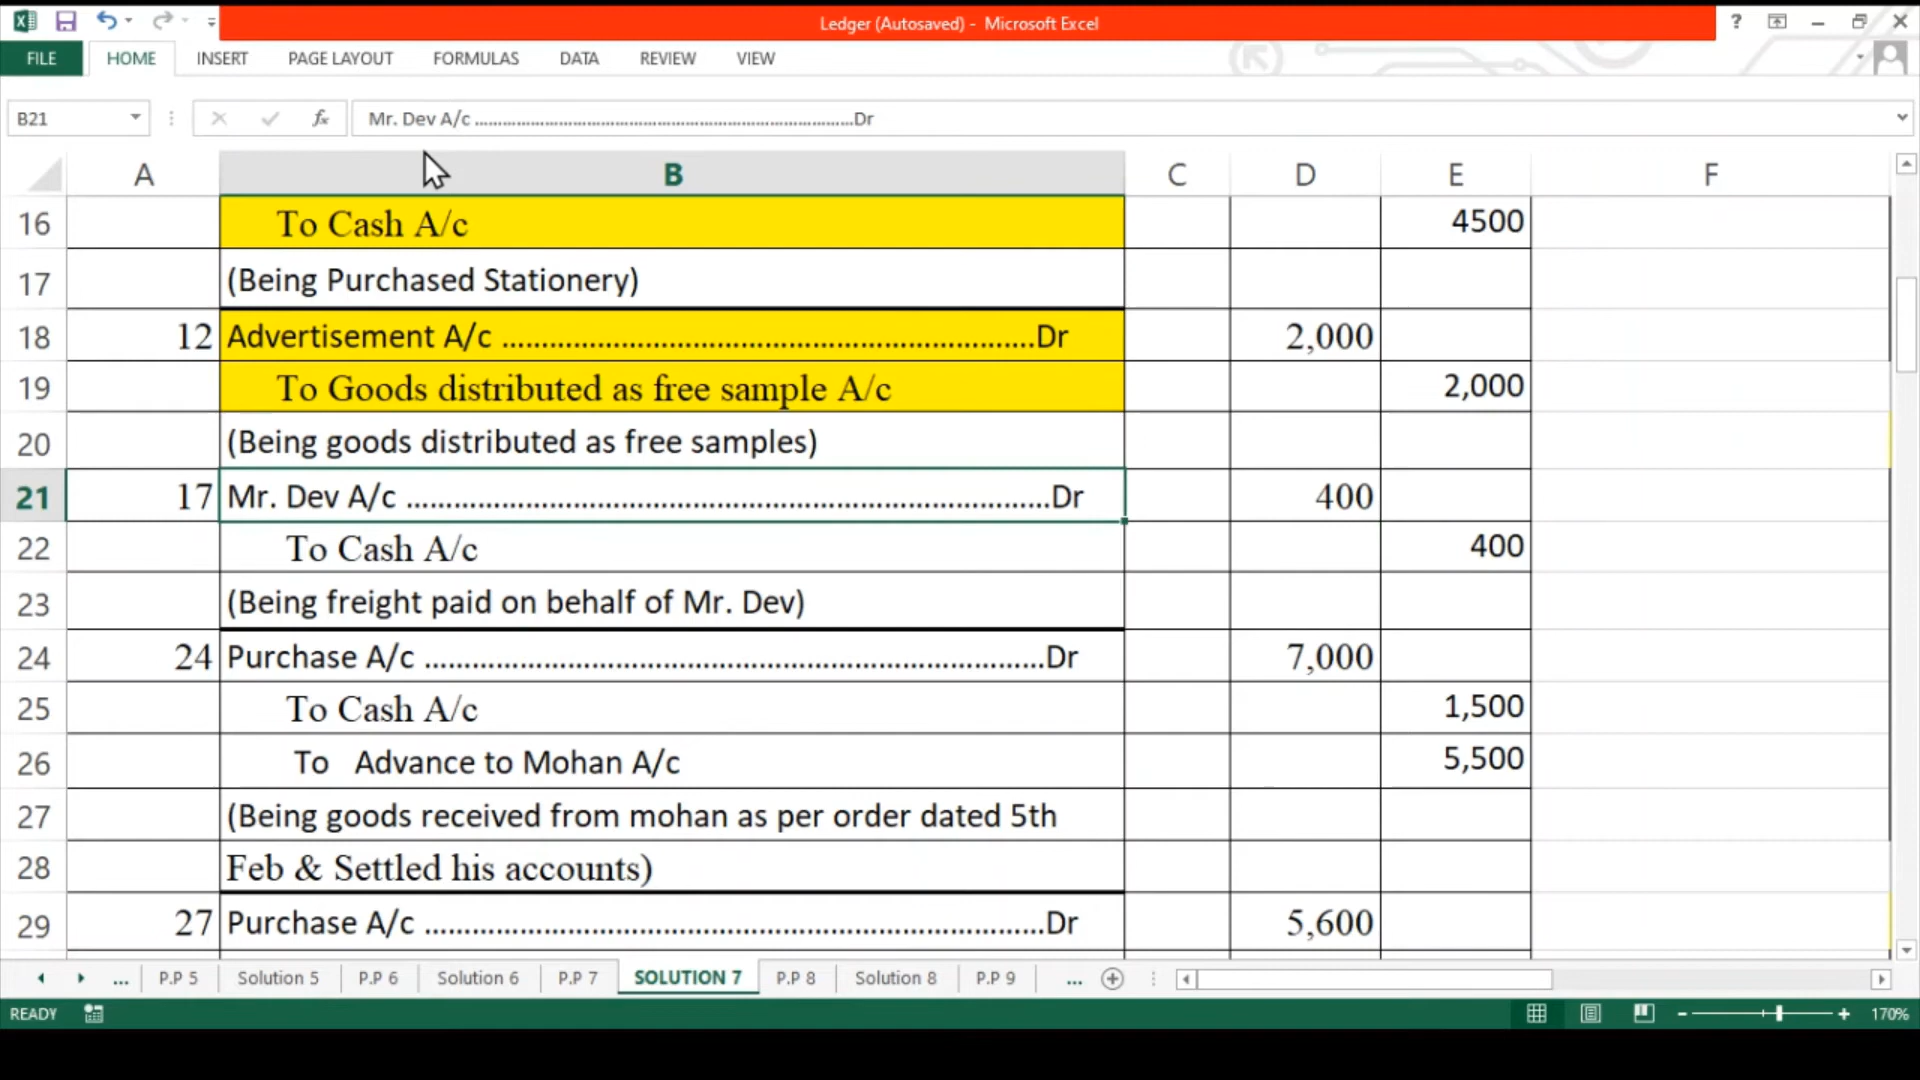 Ledger (Autosaved) - Microsoft Excel
?
FILE HOME INSERT PAGE LAYOUT FORMULAS DATA REVIEW VIEW
B21 fx Mr. Dev A/c ................................................................................Dr
A B C D E F
16 To Cash A/c 4500
17 (Being Purchased Stationery)
18 12 Advertisement A/c ...............................................................Dr 2,000
19 To Goods distributed as free sample A/c 2,000
20 (Being goods distributed as free samples)
21 17 Mr. Dev A/c ................................................................................Dr 400
22 To Cash A/c 400
23 (Being freight paid on behalf of Mr. Dev)
24 24 Purchase A/c .............................................................................Dr 7,000
25 To Cash A/c 1,500
26 To Advance to Mohan A/c 5,500
27 (Being goods received from mohan as per order dated 5th
28 Feb & Settled his accounts)
29 27 Purchase A/c .............................................................................Dr 5,600
... P.P 5 Solution 5 P.P 6 Solution 6 P.P 7 SOLUTION 7 P.P 8 Solution 8 P.P 9 ...
READY 170%